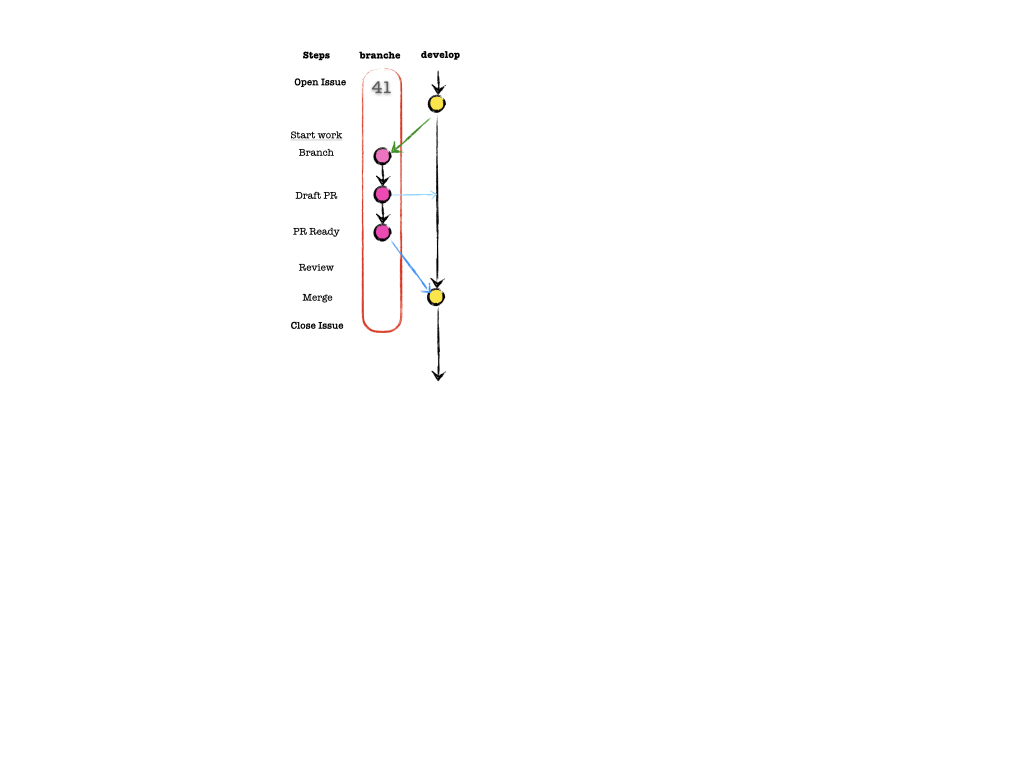 Steps branche develop
Open Issue
41
Start work
Branch
Draft PR
PR Ready
Review
Merge
Close Issue